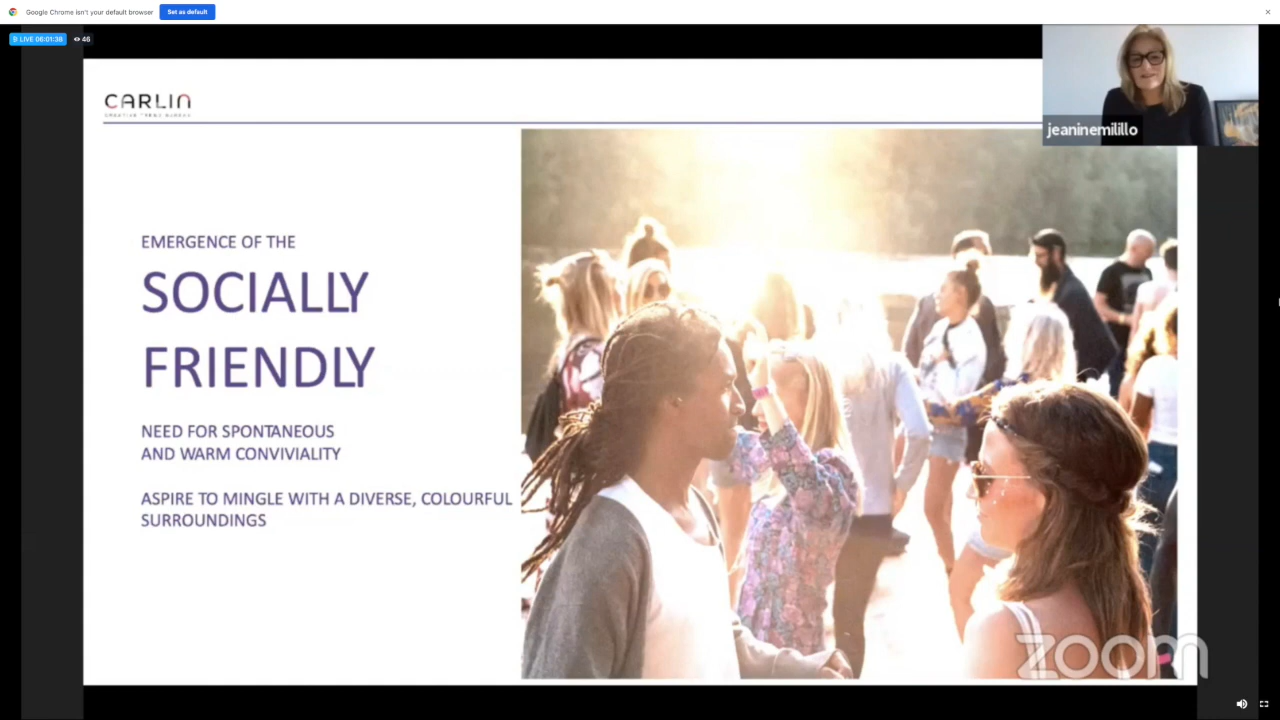 Google Chrome isn't your default browser
Set as default
LIVE 06:01:38
46
CARLIN
jeaninemilillo
EMERGENCE OF THE
SOCIALLY
FRIENDLY
NEED FOR SPONTANEOUS
AND WARM CONVIVIALITY
ASPIRE TO MINGLE WITH A DIVERSE, COLOURFUL
SURROUNDINGS
zoom